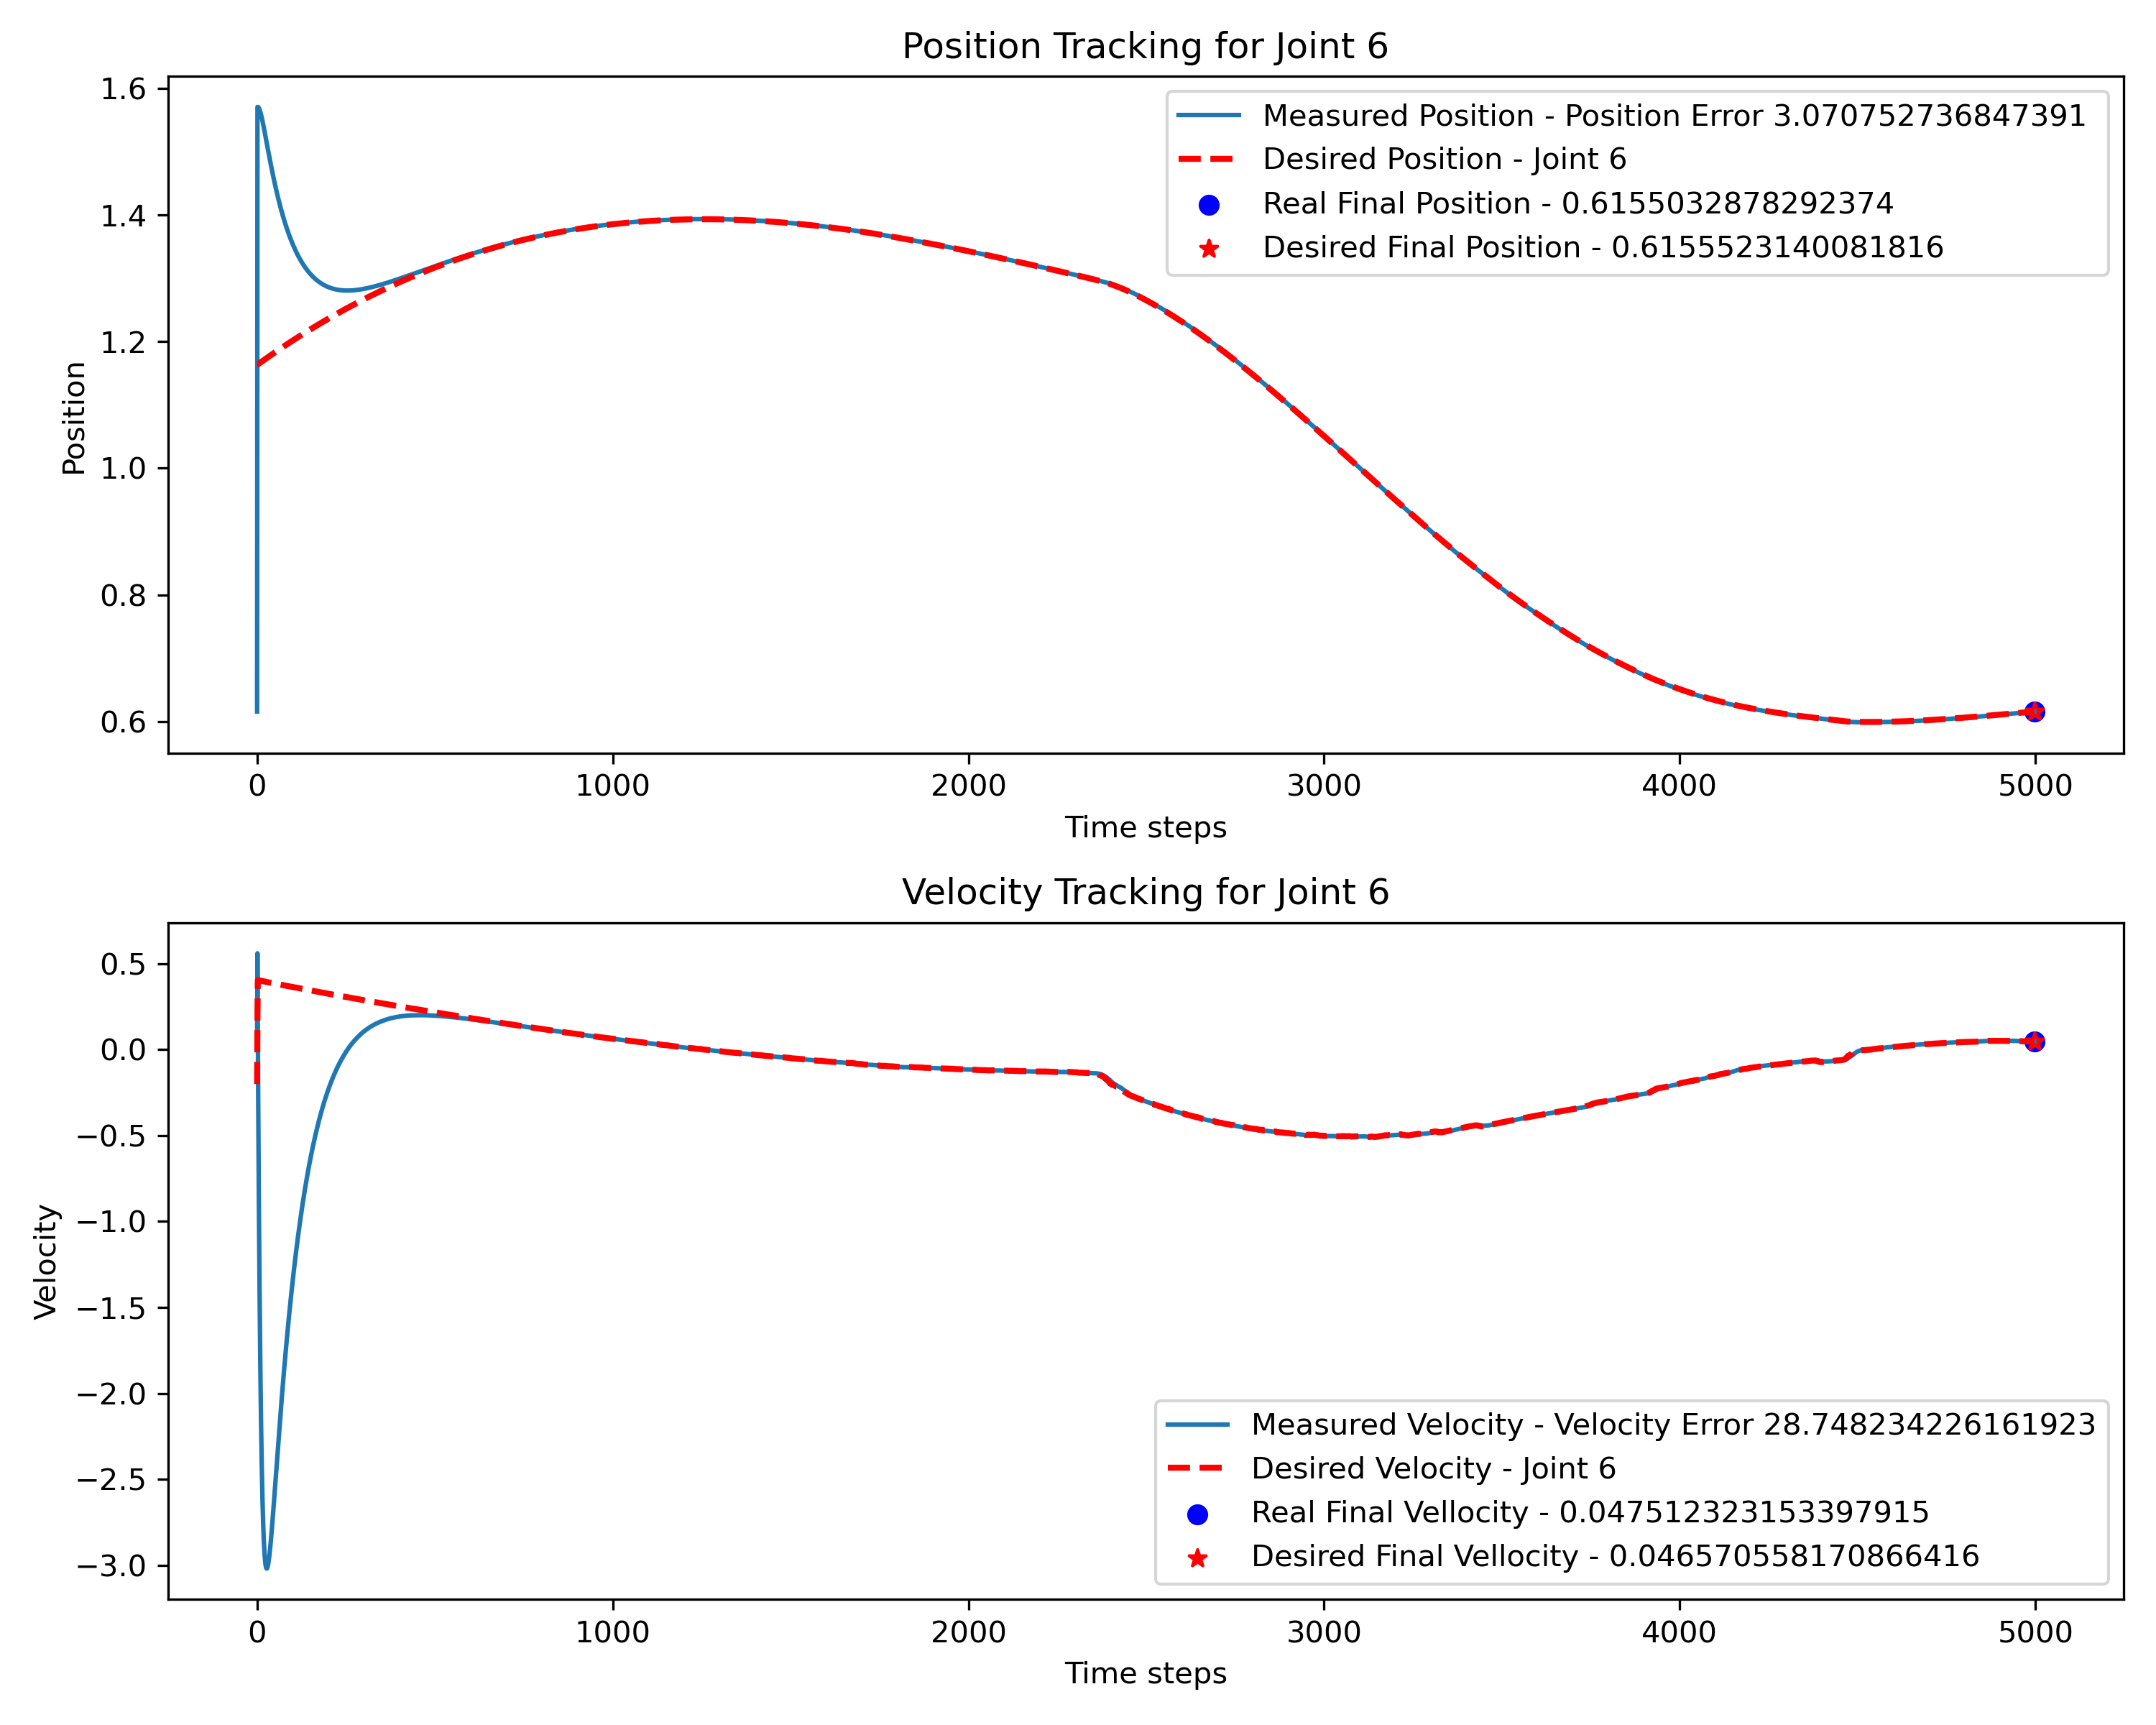 Position Tracking for Joint 6
Measured Position - Position Error 3.070752736847391
Desired Position - Joint 6
Real Final Position - 0.6155032878292374
Desired Final Position - 0.6155523140081816
1.6
1.4
1.2
1.0
0.8
0.6
Position
0 1000 2000 3000 4000 5000
Time steps
Velocity Tracking for Joint 6
0.5
0.0
−0.5
−1.0
−1.5
−2.0
−2.5
−3.0
Velocity
Measured Velocity - Velocity Error 28.748234226161923
Desired Velocity - Joint 6
Real Final Vellocity - 0.047512323153397915
Desired Final Vellocity - 0.046570558170866416
0 1000 2000 3000 4000 5000
Time steps